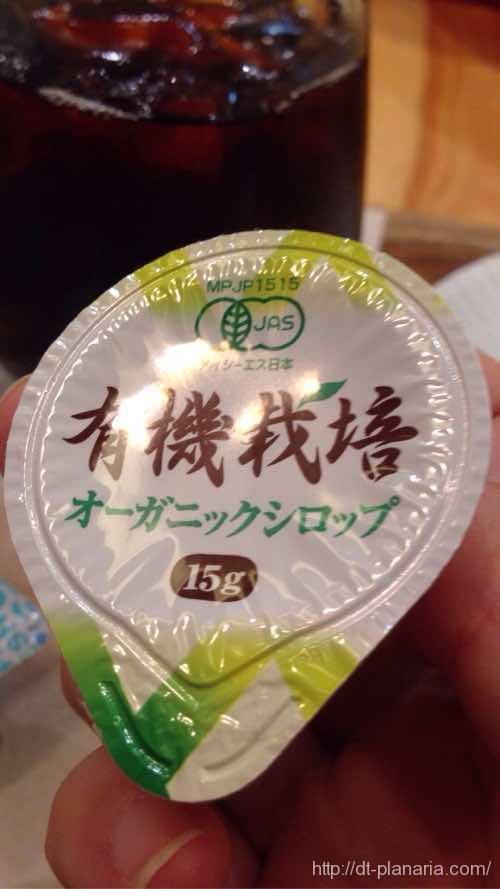 MPJP1515
JAS
アイシーエス日本
有機栽培
オーガニックシロップ
15g
http://dt-planaria.com/